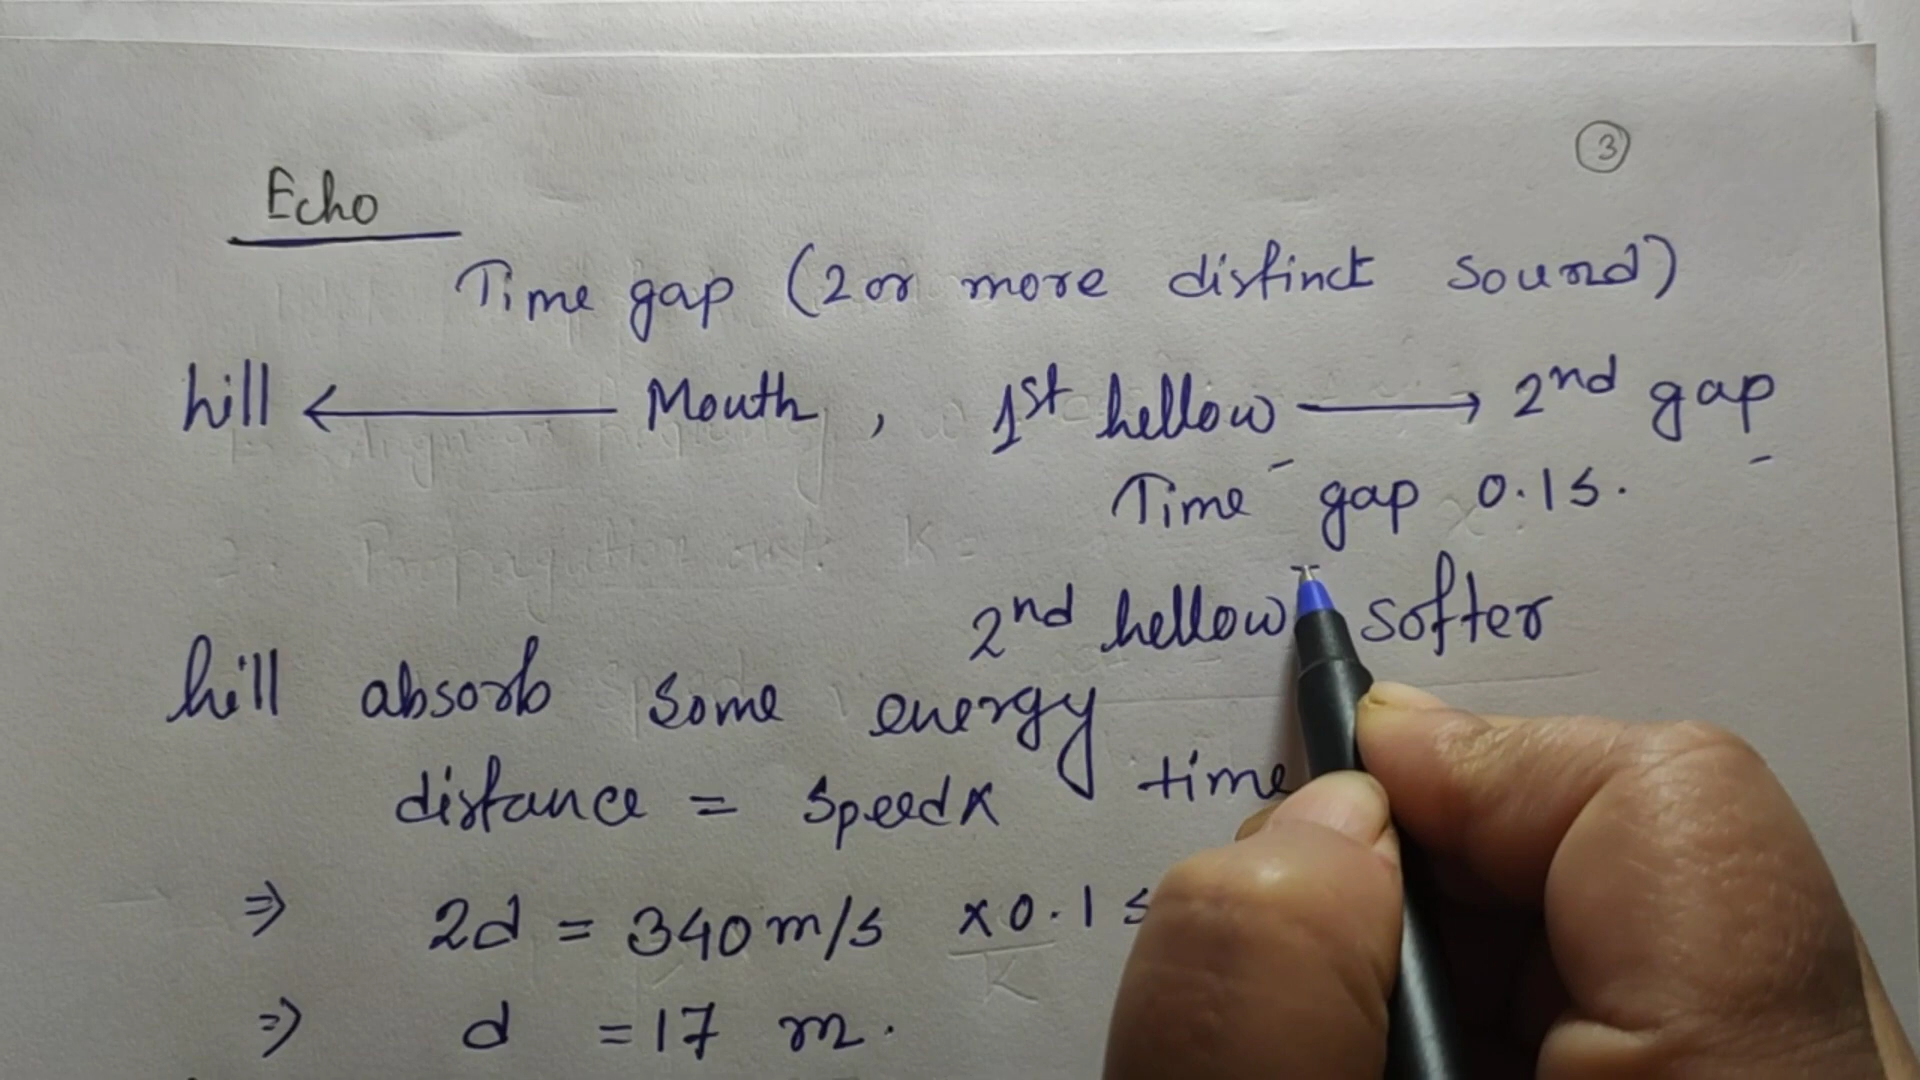 3
Echo
Time gap (2 or more distinct sound)
hill ← Mouth , 1st hellow → 2nd gap
Time gap 0.1s.
2nd hellow softer
hill absorb some energy
distance = speed x time
⇒ 2d = 340 m/s x 0.1 s
⇒ d = 17 m.